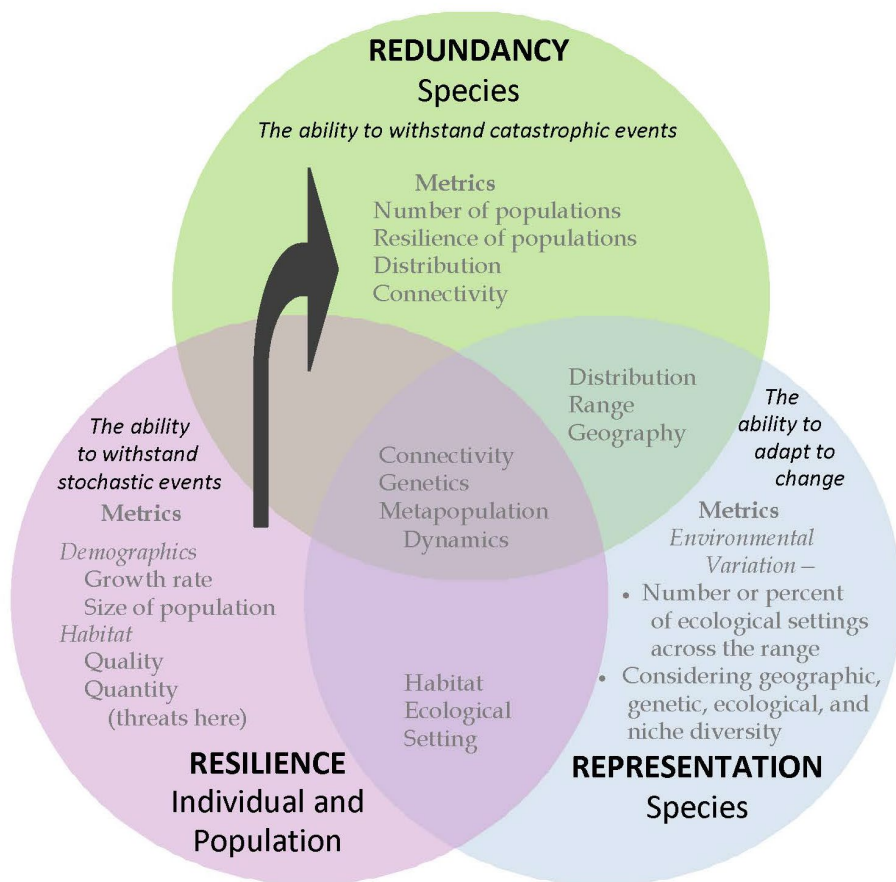 REDUNDANCY
Species
The ability to withstand catastrophic events
Metrics
Number of populations
Resilience of populations
Distribution
Connectivity
Distribution
Range
Geography
The ability
to withstand
stochastic events
Metrics
Demographics
Growth rate
Size of population
Habitat
Quality
Quantity
(threats here)
RESILIENCE
Individual and
Population
Connectivity
Genetics
Metapopulation
Dynamics
Habitat
Ecological
Setting
The
ability to
adapt to
change
Metrics
Environmental
Variation –
• Number or percent
of ecological settings
across the range
• Considering geographic,
genetic, ecological, and
niche diversity
REPRESENTATION
Species